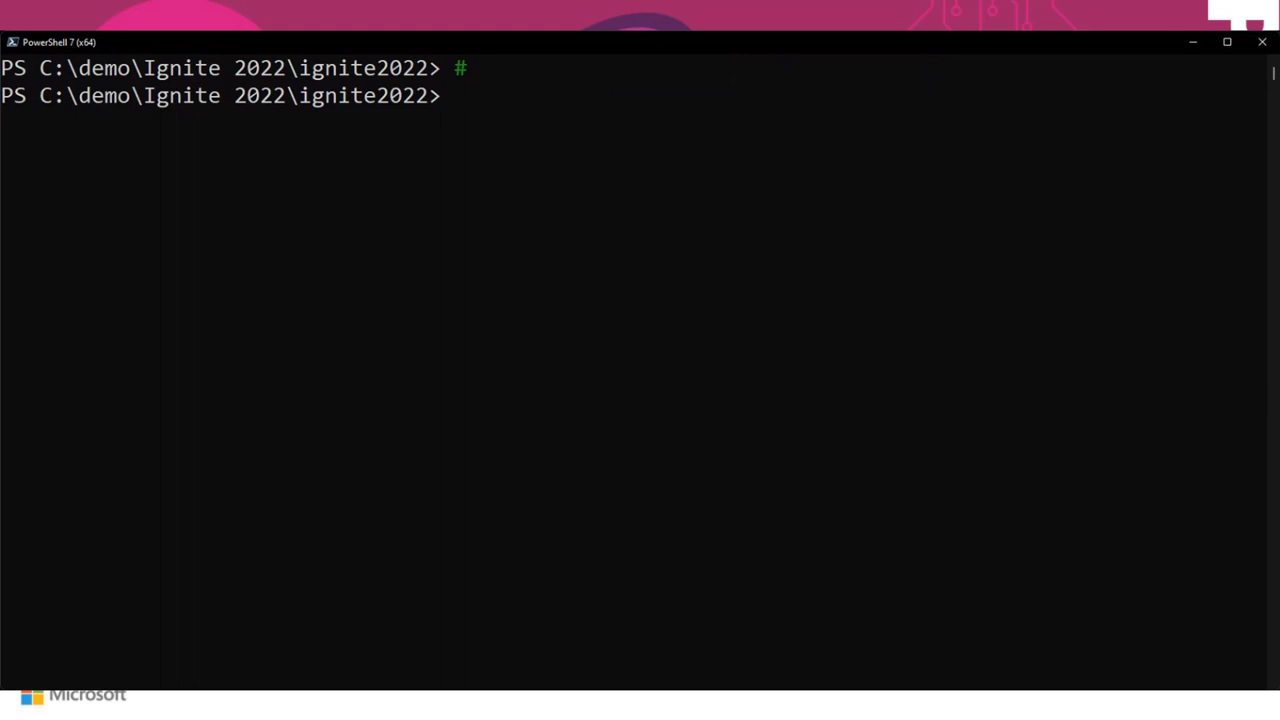 PowerShell 7 (x64)
PS C:\demo\Ignite 2022\ignite2022> #
PS C:\demo\Ignite 2022\ignite2022>
Microsoft